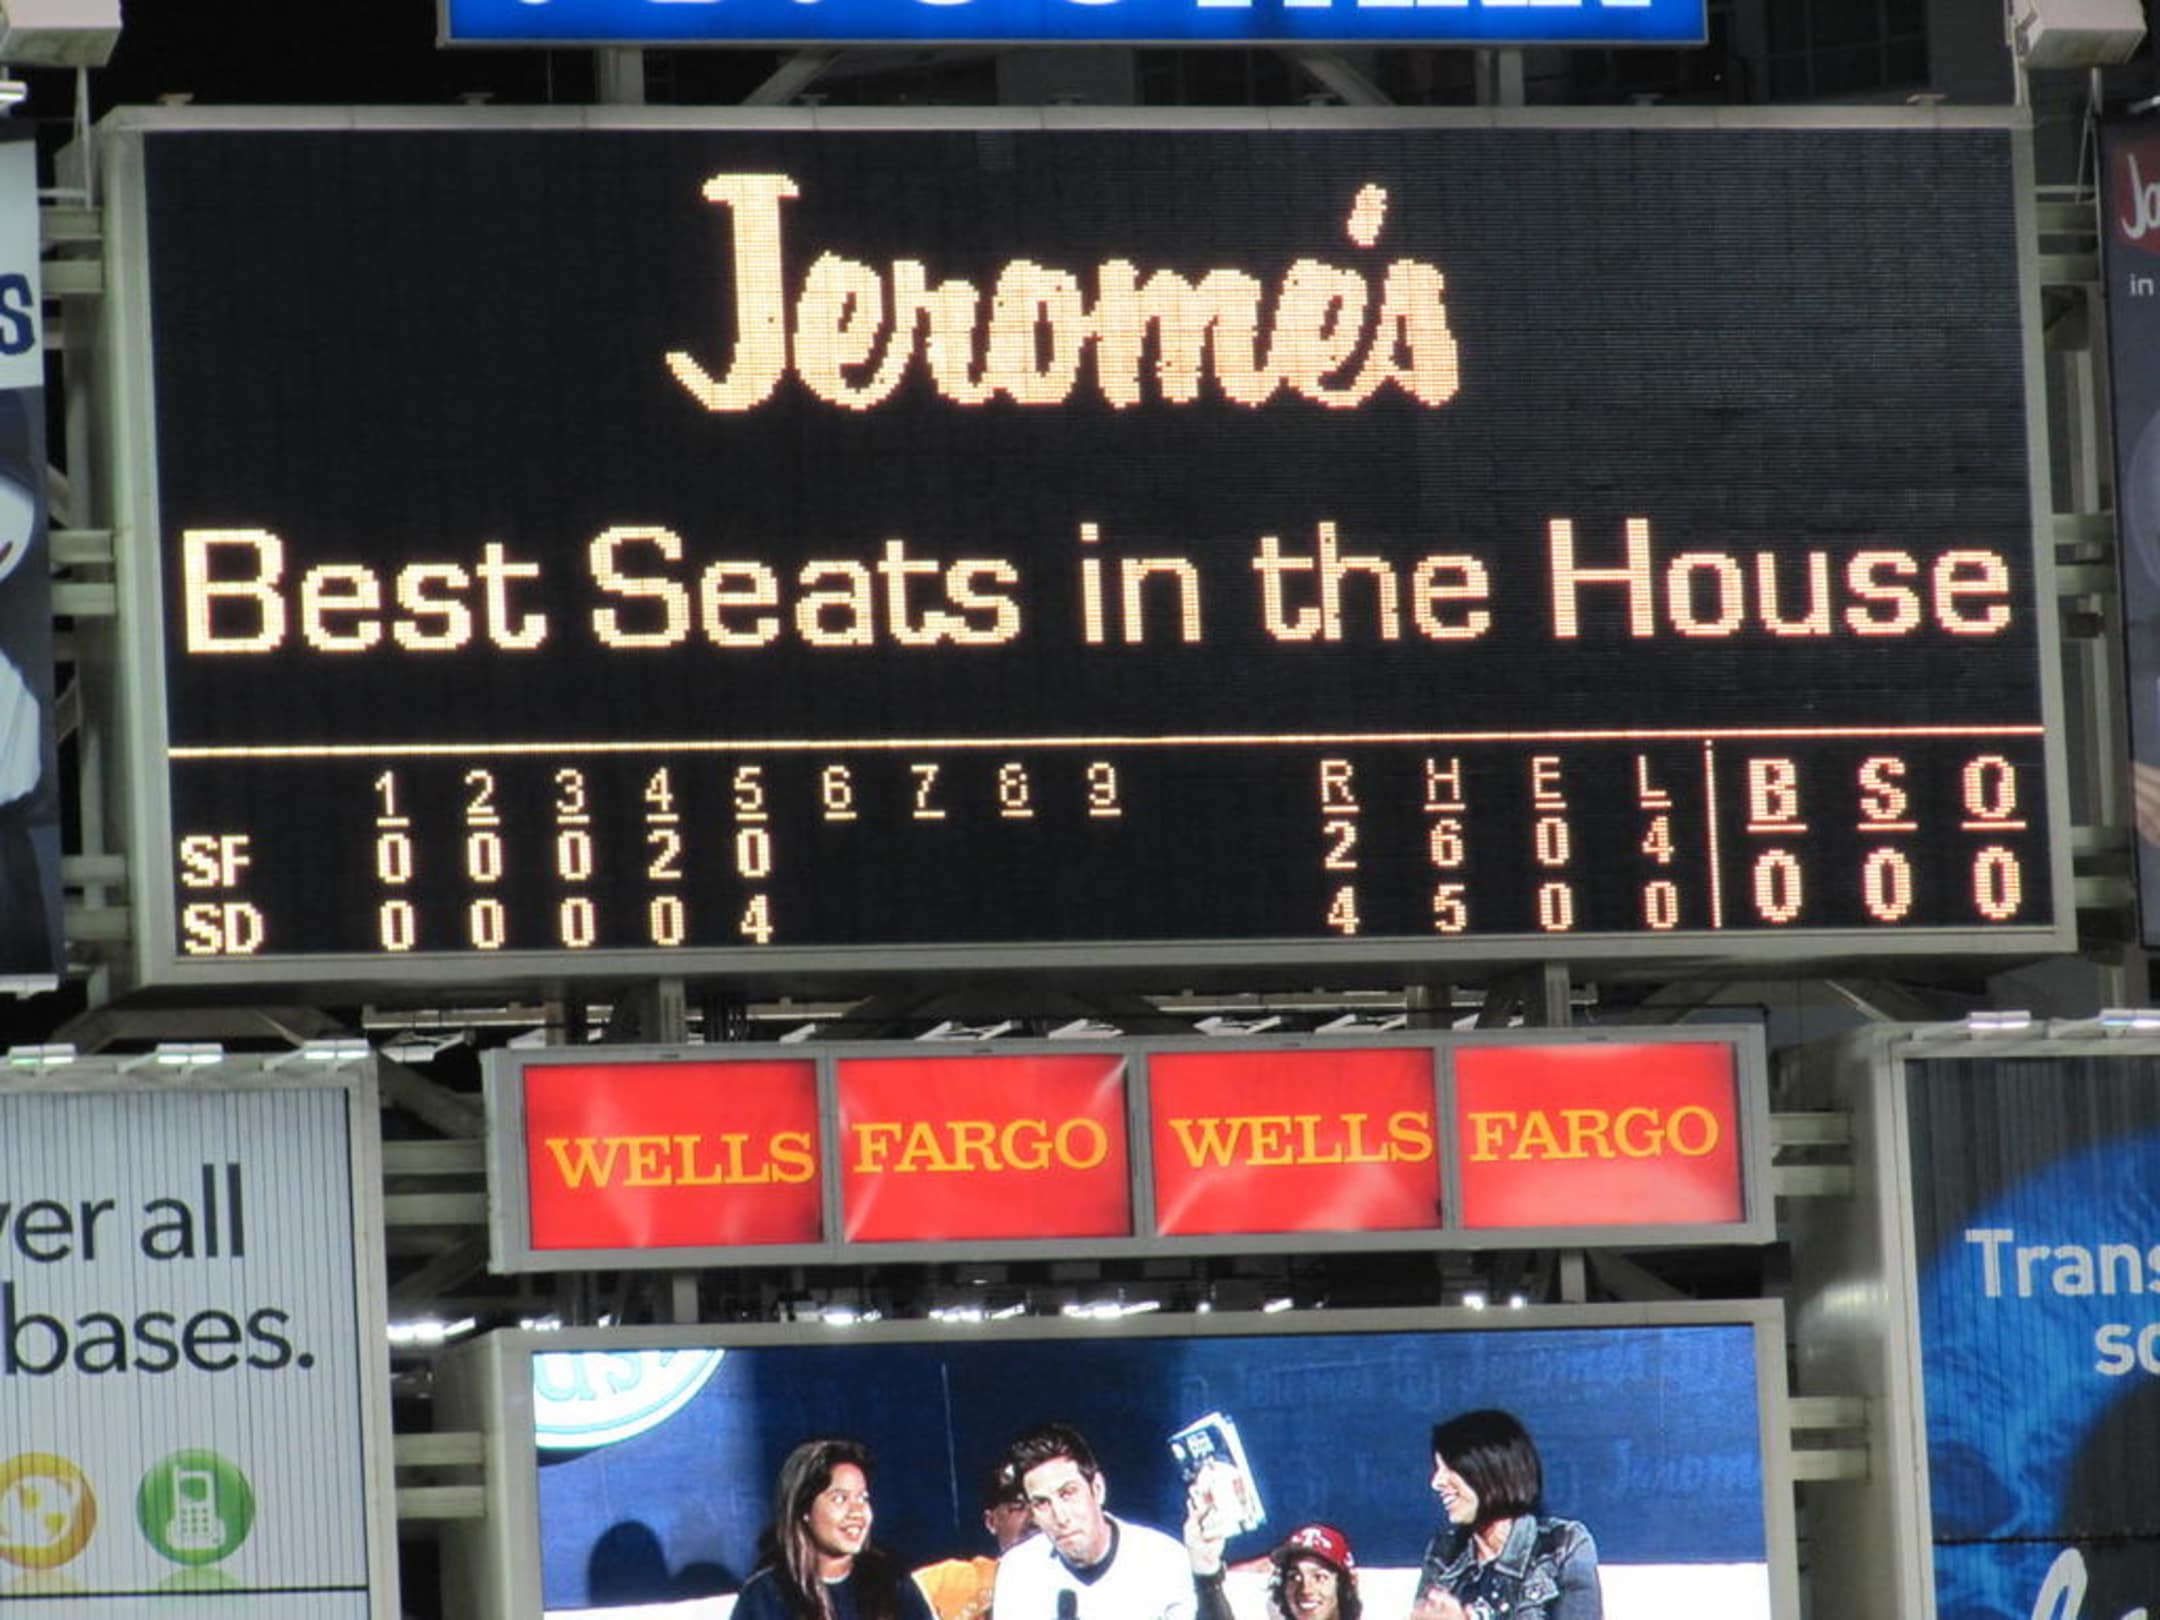 Jerome's
Best Seats in the House
1 2 3 4 5 6 7 8 9 R H E L B S O
SF 0 0 0 2 0 2 6 0 4 0 0 0
SD 0 0 0 0 4 4 5 0 0
WELLS FARGO WELLS FARGO
er all
bases.
Trans